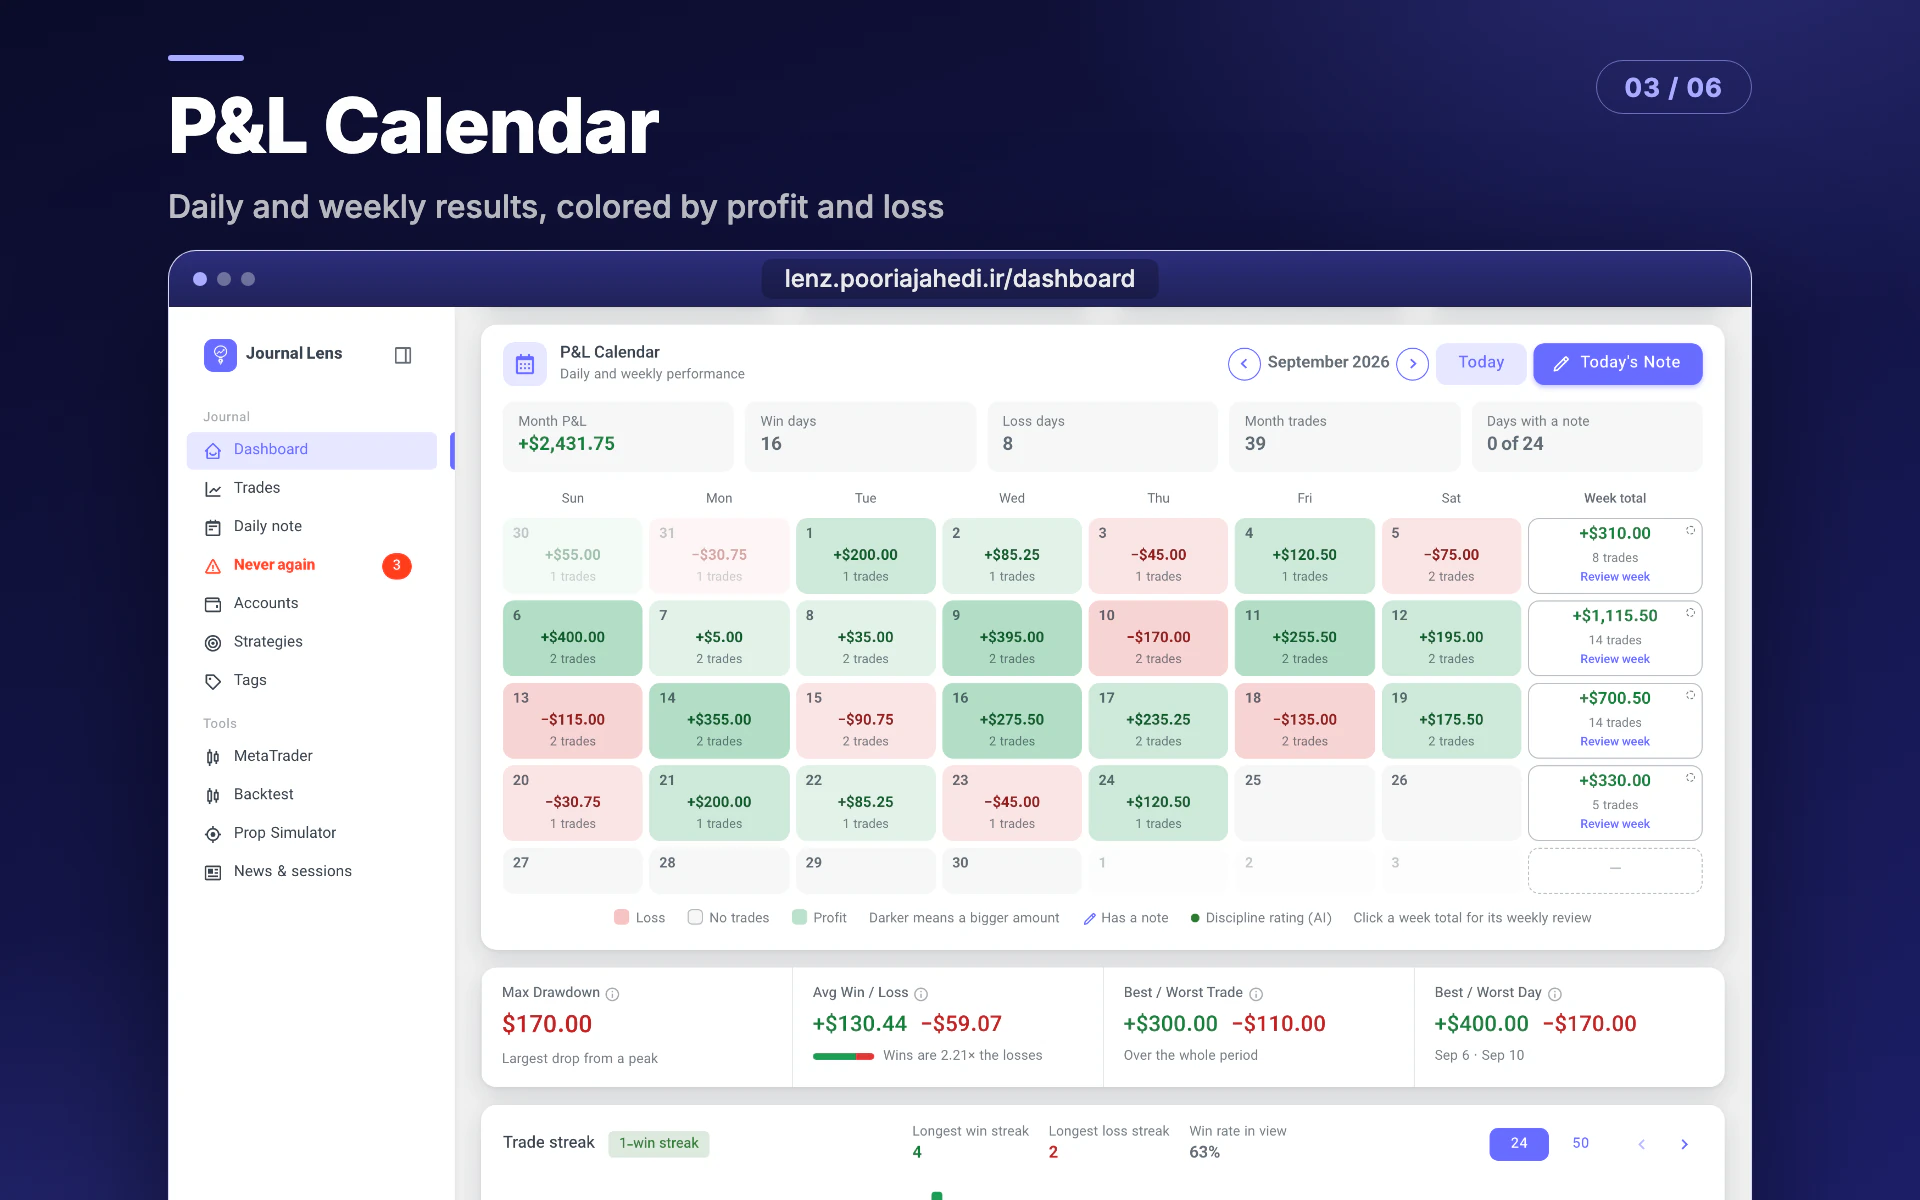 03 / 06
P&L Calendar
Daily and weekly results, colored by profit and loss
lenz.pooriajahedi.ir/dashboard
Journal Lens
Journal
Dashboard
Trades
Daily note
Never again 3
Accounts
Strategies
Tags
Tools
MetaTrader
Backtest
Prop Simulator
News & sessions
P&L Calendar
Daily and weekly performance
September 2026
Today
Today's Note
Month P&L
+$2,431.75
Win days
16
Loss days
8
Month trades
39
Days with a note
0 of 24
Sun Mon Tue Wed Thu Fri Sat Week total
30 31 1 2 3 4 5 +$310.00
+$55.00 −$30.75 +$200.00 +$85.25 −$45.00 +$120.50 −$75.00 8 trades
1 trades 1 trades 1 trades 1 trades 1 trades 1 trades 2 trades Review week
6 7 8 9 10 11 12 +$1,115.50
+$400.00 +$5.00 +$35.00 +$395.00 −$170.00 +$255.50 +$195.00 14 trades
2 trades 2 trades 2 trades 2 trades 2 trades 2 trades 2 trades Review week
13 14 15 16 17 18 19 +$700.50
−$115.00 +$355.00 −$90.75 +$275.50 +$235.25 −$135.00 +$175.50 14 trades
2 trades 2 trades 2 trades 2 trades 2 trades 2 trades 2 trades Review week
20 21 22 23 24 25 26 +$330.00
−$30.75 +$200.00 +$85.25 −$45.00 +$120.50 5 trades
1 trades 1 trades 1 trades 1 trades 1 trades Review week
27 28 29 30 1 2 3 —
Loss No trades Profit Darker means a bigger amount Has a note Discipline rating (AI) Click a week total for its weekly review
Max Drawdown
$170.00
Largest drop from a peak
Avg Win / Loss
+$130.44 −$59.07
Wins are 2.21× the losses
Best / Worst Trade
+$300.00 −$110.00
Over the whole period
Best / Worst Day
+$400.00 −$170.00
Sep 6 · Sep 10
Trade streak
1-win streak
Longest win streak
4
Longest loss streak
2
Win rate in view
63%
24 50